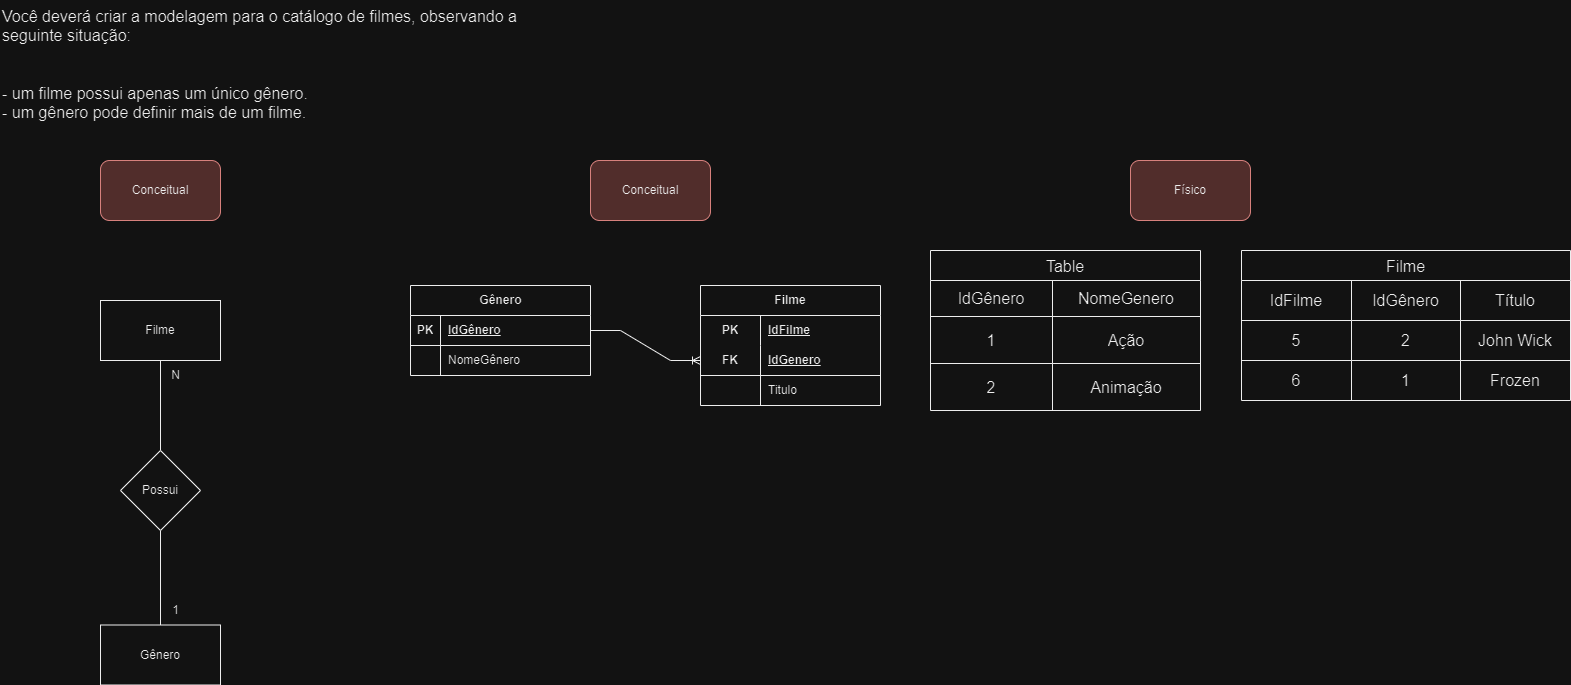 Você deverá criar a modelagem para o catálogo de filmes, observando a
seguinte situação:
- um filme possui apenas um único gênero.
- um gênero pode definir mais de um filme.
Conceitual
Conceitual
Físico
Filme
N
Possui
1
Gênero
Gênero
PK IdGênero
NomeGênero
Filme
PK IdFilme
FK IdGenero
Titulo
Table
IdGênero NomeGenero
1 Ação
2 Animação
Filme
IdFilme IdGênero Título
5 2 John Wick
6 1 Frozen